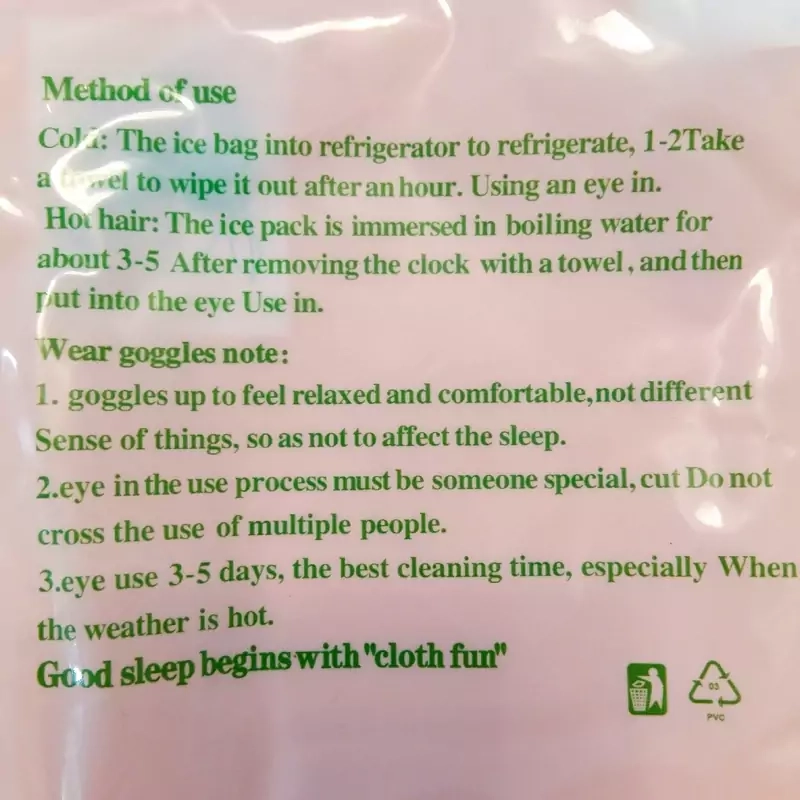 Method of use
Cold: The ice bag into refrigerator to refrigerate, 1-2Take
a towel to wipe it out after an hour. Using an eye in.
Hot hair: The ice pack is immersed in boiling water for
about 3-5 After removing the clock with a towel, and then
put into the eye Use in.
Wear goggles note:
1. goggles up to feel relaxed and comfortable, not different
Sense of things, so as not to affect the sleep.
2.eye in the use process must be someone special, cut Do not
cross the use of multiple people.
3.eye use 3-5 days, the best cleaning time, especially When
the weather is hot.
Good sleep begins with "cloth fun"
03
PVC